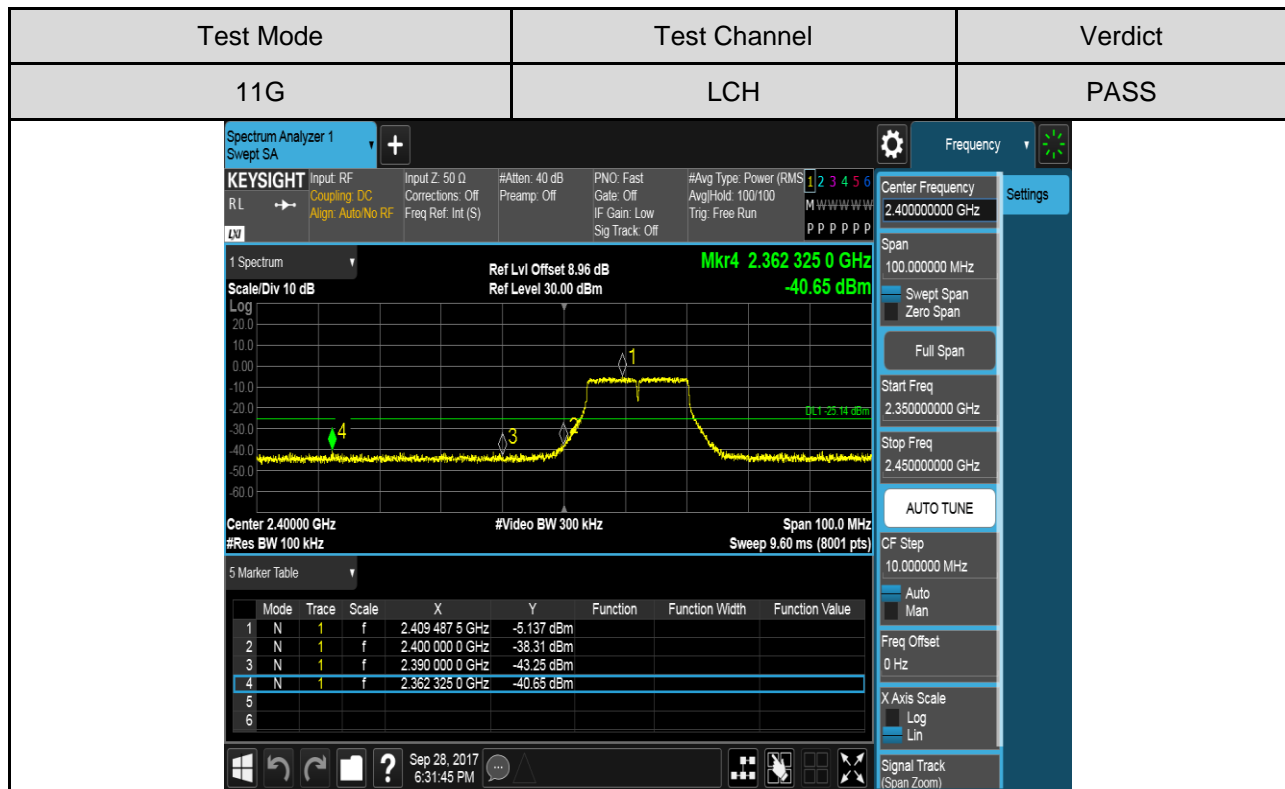 Test Mode Test Channel Verdict
11G LCH PASS
Spectrum Analyzer 1
Swept SA
+
Frequency
KEYSIGHT Input: RF Input Z: 50 Ω #Atten: 40 dB PNO: Fast #Avg Type: Power (RMS 1 2 3 4 5 6
RL Coupling: DC Corrections: Off Preamp: Off Gate: Off Avg|Hold: 100/100 M W W W W W
Align: Auto/No RF Freq Ref: Int (S) IF Gain: Low Trig: Free Run
LXI Sig Track: Off P P P P P P
1 Spectrum Ref Lvl Offset 8.96 dB Mkr4 2.362 325 0 GHz
Scale/Div 10 dB Ref Level 30.00 dBm -40.65 dBm
Log
20.0
10.0
0.00
-10.0
-20.0
-30.0
-40.0
-50.0
-60.0
1
2
3
4
DL1 -25.14 dBm
Center 2.40000 GHz #Video BW 300 kHz Span 100.0 MHz
#Res BW 100 kHz Sweep 9.60 ms (8001 pts)
5 Marker Table
Mode Trace Scale X Y Function Function Width Function Value
1 N 1 f 2.409 487 5 GHz -5.137 dBm
2 N 1 f 2.400 000 0 GHz -38.31 dBm
3 N 1 f 2.390 000 0 GHz -43.25 dBm
4 N 1 f 2.362 325 0 GHz -40.65 dBm
5
6
? Sep 28, 2017
6:31:45 PM
Center Frequency
2.400000000 GHz
Settings
Span
100.000000 MHz
Swept Span
Zero Span
Full Span
Start Freq
2.350000000 GHz
Stop Freq
2.450000000 GHz
AUTO TUNE
CF Step
10.000000 MHz
Auto
Man
Freq Offset
0 Hz
X Axis Scale
Log
Lin
Signal Track
(Span Zoom)